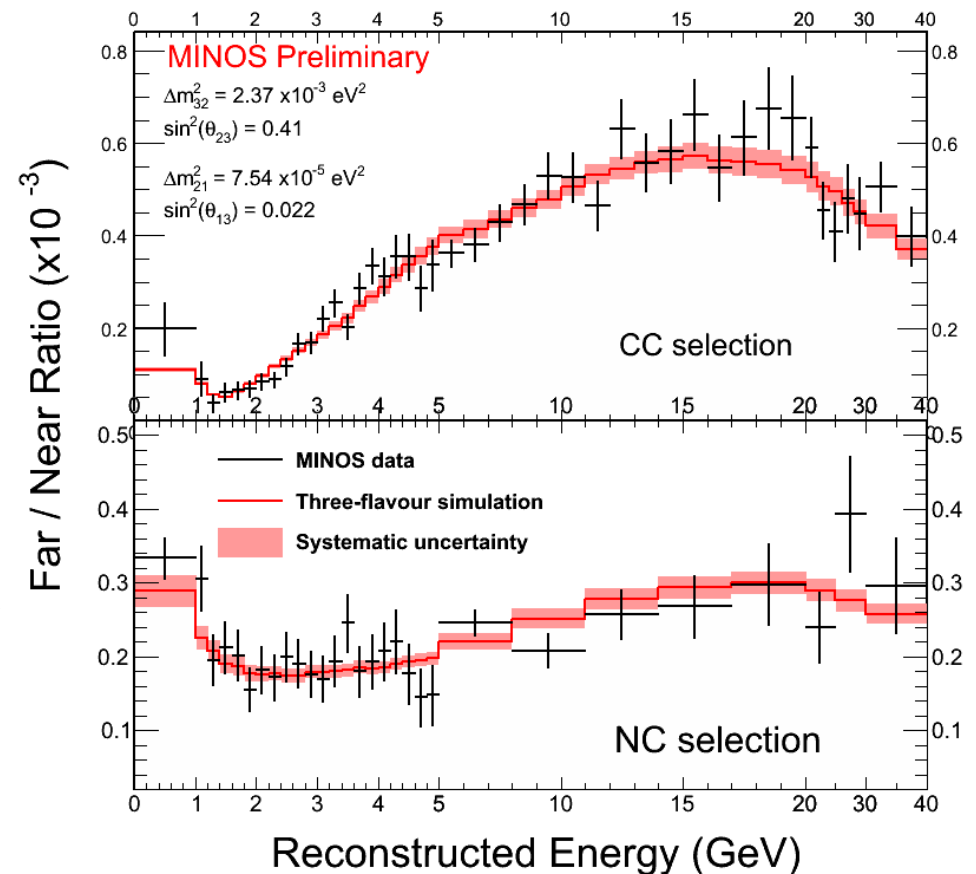 0 1 2 3 4 5 10 15 20 30 40
MINOS Preliminary
Δm²₃₂ = 2.37 x10⁻³ eV²
sin²(θ₂₃) = 0.41
Δm²₂₁ = 7.54 x10⁻⁵ eV²
sin²(θ₁₃) = 0.022
0.8 0.8
0.6 0.6
0.4 0.4
0.2 0.2
CC selection
0 1 2 3 4 5 10 15 20 30 40
0.5 0.5
0.4 0.4
0.3 0.3
0.2 0.2
0.1 0.1
MINOS data
Three-flavour simulation
Systematic uncertainty
NC selection
0 1 2 3 4 5 10 15 20 30 40
Reconstructed Energy (GeV)
Far / Near Ratio (x10⁻³)